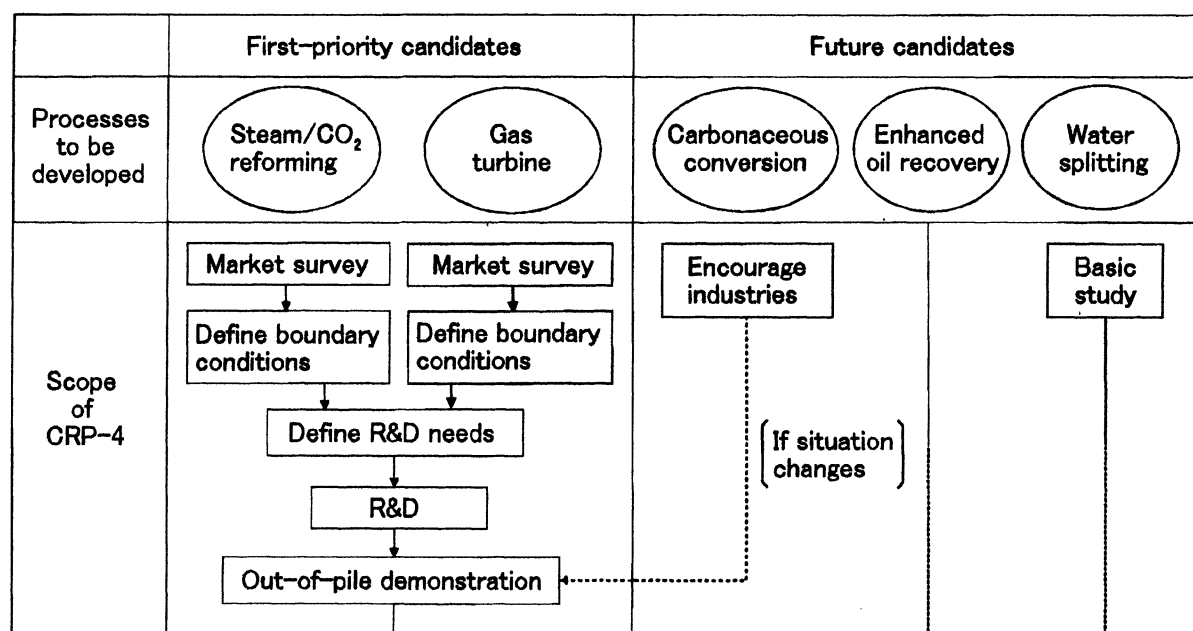 First-priority candidates
Future candidates
Processes
to be
developed
Steam/CO₂
reforming
Gas
turbine
Carbonaceous
conversion
Enhanced
oil recovery
Water
splitting
Scope
of
CRP-4
Market survey
Market survey
Define boundary
conditions
Define boundary
conditions
Define R&D needs
R&D
Out-of-pile demonstration
Encourage
industries
(If situation
changes)
Basic
study